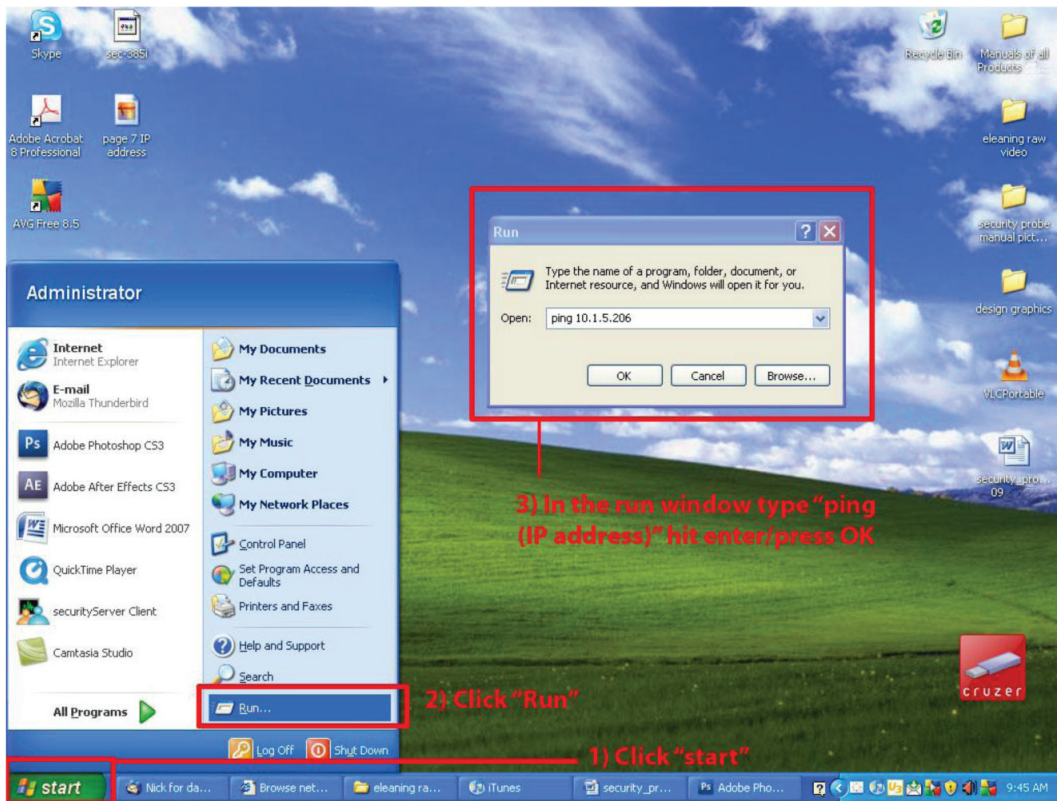 Skype
sec-385i
Recycle Bin
Manuals of all
Products
Adobe Acrobat
8 Professional
page 7 IP
address
eleaning raw
video
AVG Free 8.5
security probe
manual pict...
design graphics
VLCPortable
security_pro...
09
Run
Type the name of a program, folder, document, or
Internet resource, and Windows will open it for you.
Open:
ping 10.1.5.206
OK
Cancel
Browse...
3) In the run window type “ping
(IP address)” hit enter/press OK
Administrator
Internet
Internet Explorer
E-mail
Mozilla Thunderbird
Ps
Adobe Photoshop CS3
AE
Adobe After Effects CS3
Microsoft Office Word 2007
QuickTime Player
securityServer Client
Camtasia Studio
All Programs
My Documents
My Recent Documents
My Pictures
My Music
My Computer
My Network Places
Control Panel
Set Program Access and
Defaults
Printers and Faxes
Help and Support
Search
Run...
2) Click “Run”
Log Off
Shut Down
cruzer
1) Click “start”
start
Nick for da...
Browse net...
eleaning ra...
iTunes
security_pr...
Ps
Adobe Pho...
9:45 AM